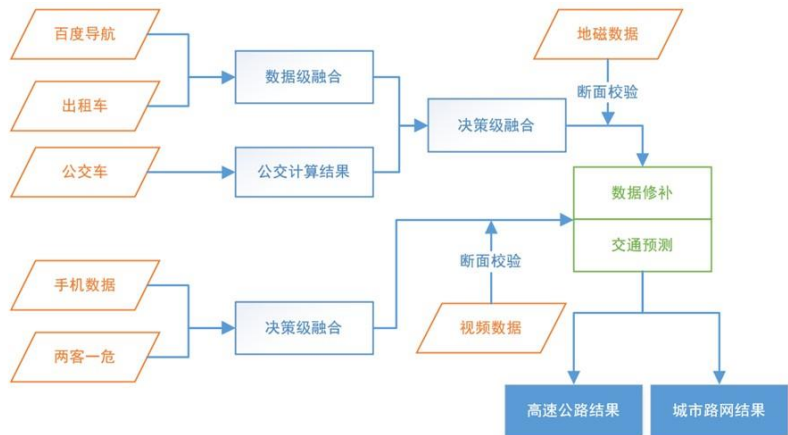 百度导航
地磁数据
数据级融合
断面校验
出租车
决策级融合
公交车
公交计算结果
数据修补
交通预测
断面校验
手机数据
决策级融合
视频数据
两客一危
高速公路结果
城市路网结果